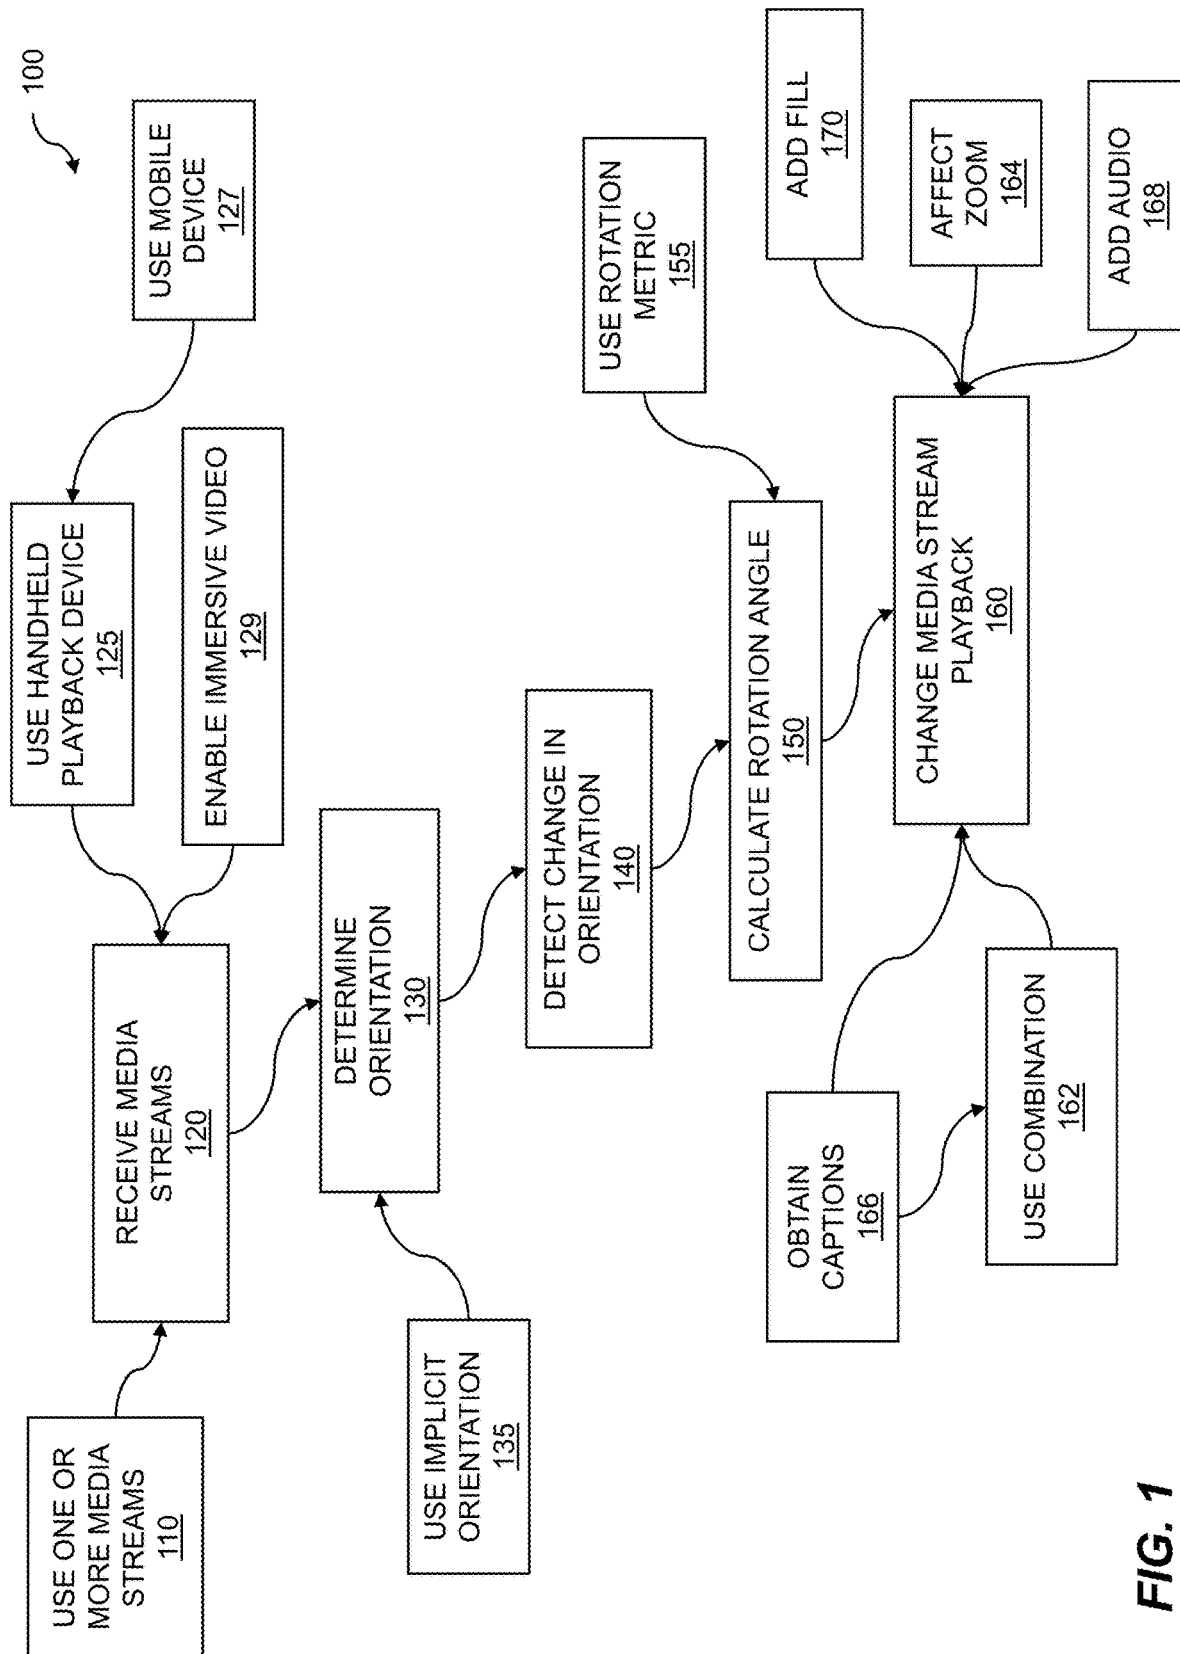 100
USE ONE OR
MORE MEDIA
STREAMS
110
RECEIVE MEDIA
STREAMS
120
USE HANDHELD
PLAYBACK DEVICE
125
USE MOBILE
DEVICE
127
ENABLE IMMERSIVE VIDEO
129
USE IMPLICIT
ORIENTATION
135
DETERMINE
ORIENTATION
130
DETECT CHANGE IN
ORIENTATION
140
CALCULATE ROTATION ANGLE
150
USE ROTATION
METRIC
155
OBTAIN
CAPTIONS
166
USE COMBINATION
162
CHANGE MEDIA STREAM
PLAYBACK
160
ADD FILL
170
AFFECT
ZOOM
164
ADD AUDIO
168
FIG. 1